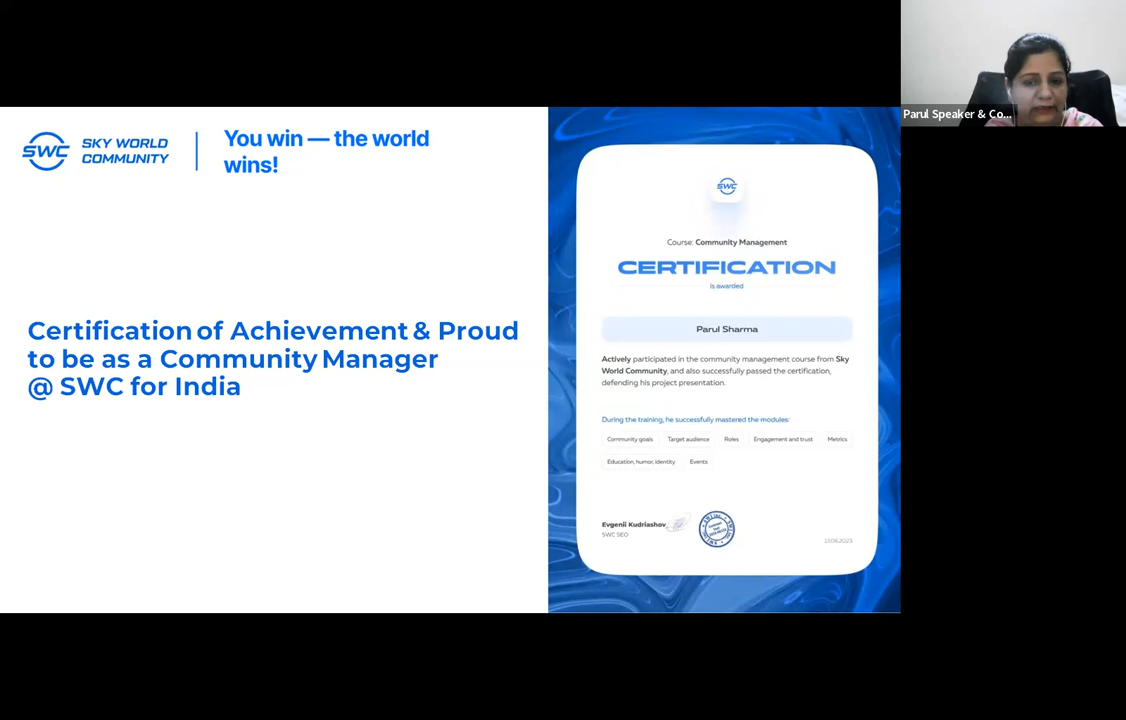 Parul Speaker & Co...
SWC
SKY WORLD
COMMUNITY
You win — the world
wins!
Certification of Achievement & Proud
to be as a Community Manager
@ SWC for India
SWC
Course: Community Management
CERTIFICATION
is awarded
Parul Sharma
Actively participated in the community management course from Sky
World Community, and also successfully passed the certification,
defending his project presentation.
During the training, he successfully mastered the modules:
Community goals Target audience Roles Engagement and trust Metrics
Education, humor, identity Events
Evgenii Kudriashov
SWC SEO
13.06.2023